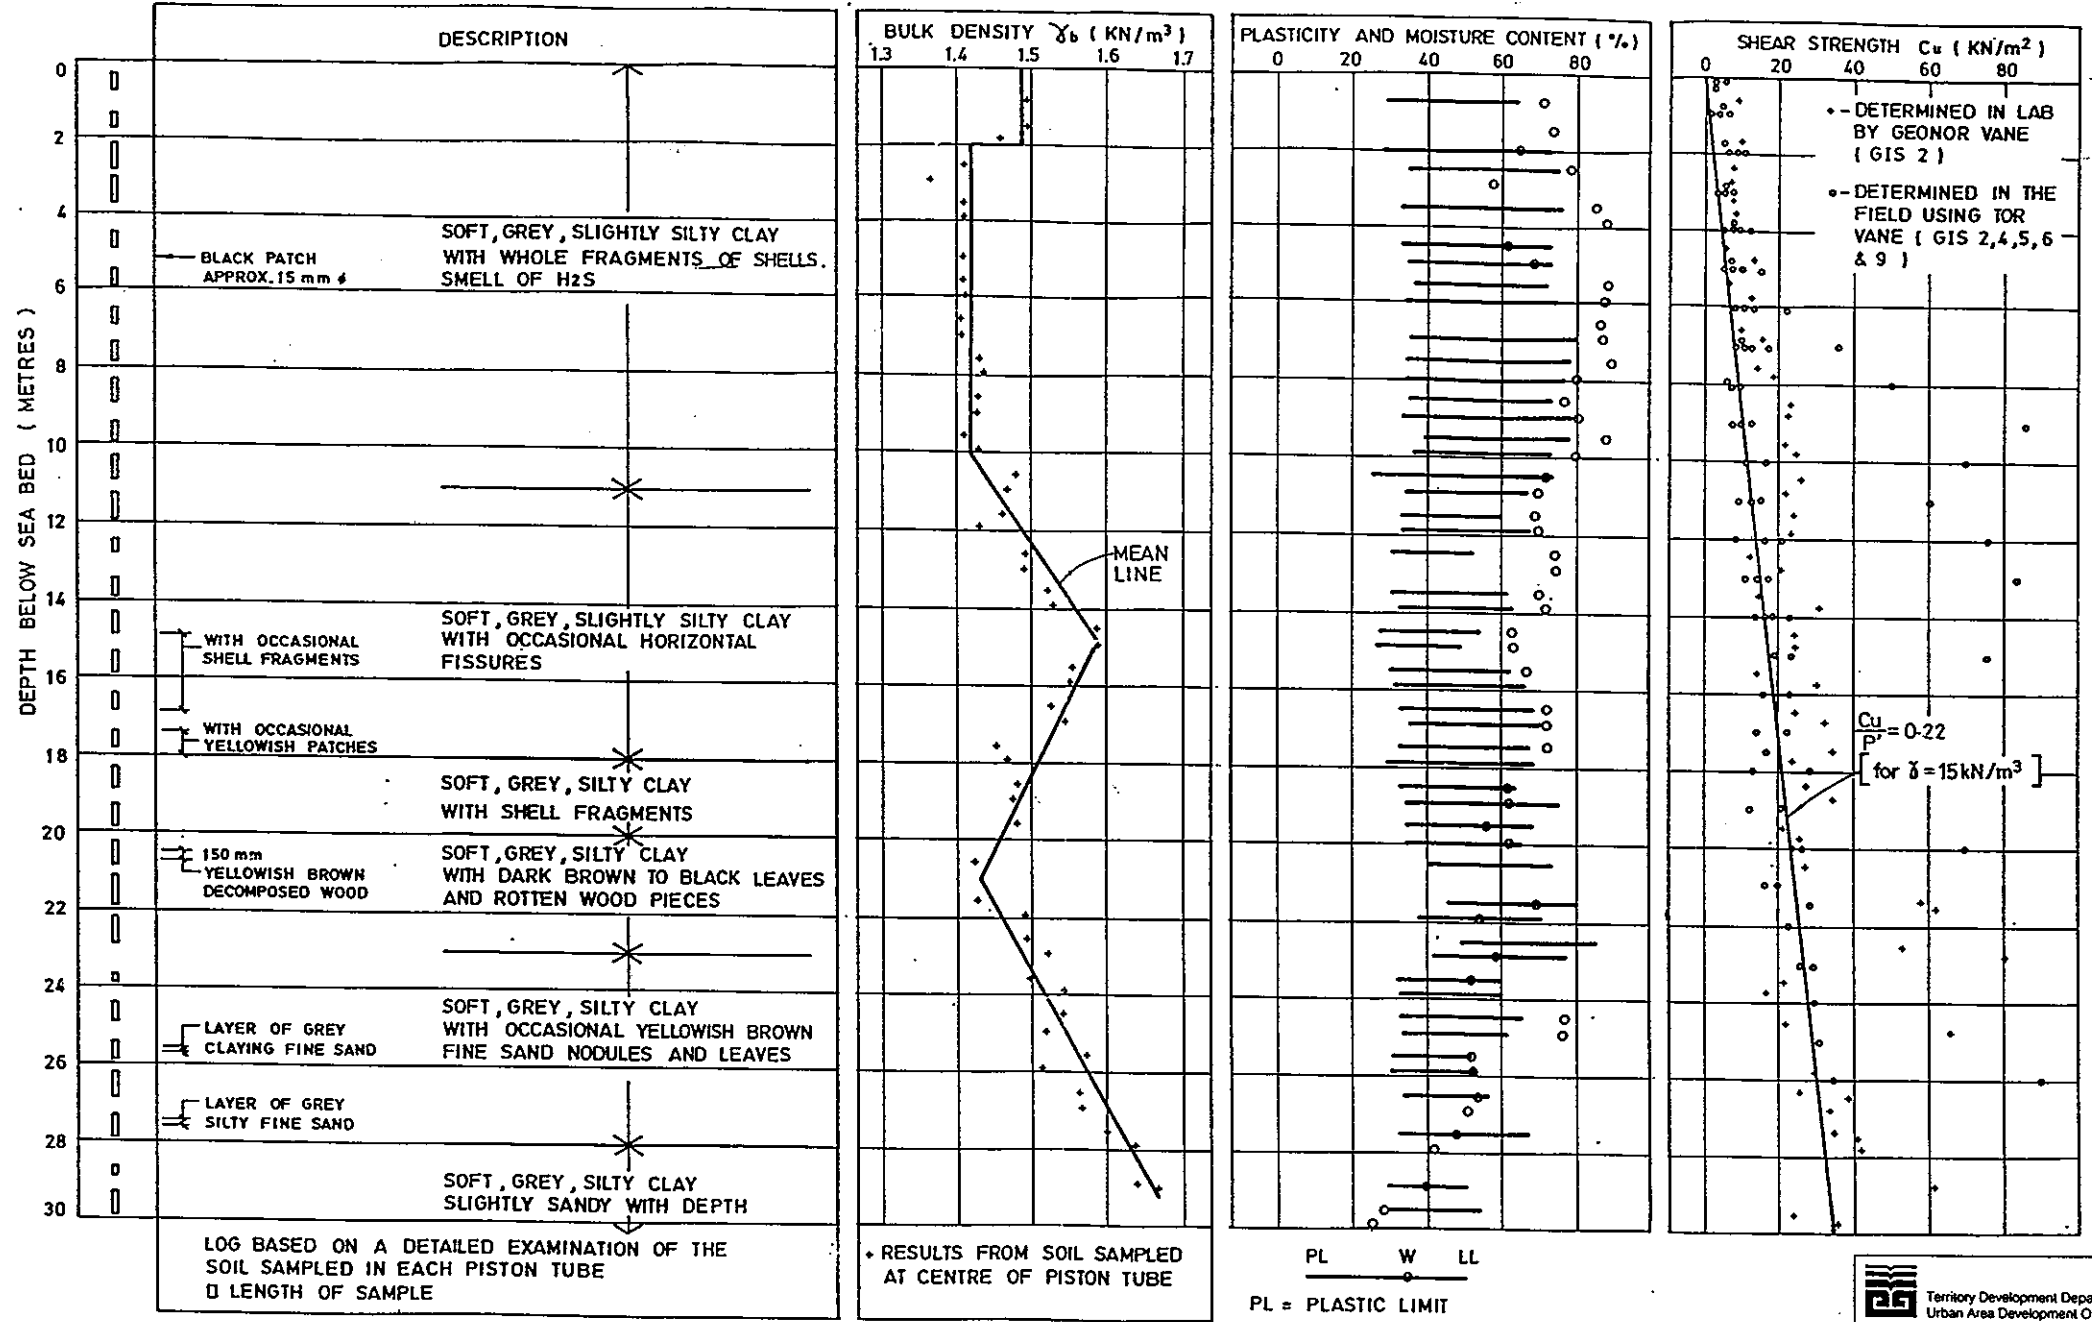 DESCRIPTION
BULK DENSITY γb ( KN/m³ )
1.3 1.4 1.5 1.6 1.7
PLASTICITY AND MOISTURE CONTENT ( % )
0 20 40 60 80
SHEAR STRENGTH Cu ( KN/m² )
0 20 40 60 80
DEPTH BELOW SEA BED ( METRES )
0
2
4
6
8
10
12
14
16
18
20
22
24
26
28
30
BLACK PATCH
APPROX. 15 mm ϕ
SOFT, GREY, SLIGHTLY SILTY CLAY
WITH WHOLE FRAGMENTS OF SHELLS.
SMELL OF H2S
WITH OCCASIONAL
SHELL FRAGMENTS
SOFT, GREY, SLIGHTLY SILTY CLAY
WITH OCCASIONAL HORIZONTAL
FISSURES
WITH OCCASIONAL
YELLOWISH PATCHES
SOFT, GREY, SILTY CLAY
WITH SHELL FRAGMENTS
150 mm
YELLOWISH BROWN
DECOMPOSED WOOD
SOFT, GREY, SILTY CLAY
WITH DARK BROWN TO BLACK LEAVES
AND ROTTEN WOOD PIECES
LAYER OF GREY
CLAYING FINE SAND
SOFT, GREY, SILTY CLAY
WITH OCCASIONAL YELLOWISH BROWN
FINE SAND NODULES AND LEAVES
LAYER OF GREY
SILTY FINE SAND
SOFT, GREY, SILTY CLAY
SLIGHTLY SANDY WITH DEPTH
LOG BASED ON A DETAILED EXAMINATION OF THE
SOIL SAMPLED IN EACH PISTON TUBE
LENGTH OF SAMPLE
MEAN
LINE
+ RESULTS FROM SOIL SAMPLED
AT CENTRE OF PISTON TUBE
PL W LL
PL = PLASTIC LIMIT
+ - DETERMINED IN LAB
BY GEONOR VANE
( GIS 2 )
o - DETERMINED IN THE
FIELD USING TOR
VANE ( GIS 2,4,5,6
& 9 )
Cu/P' = 0.22
[ for γ = 15 kN/m³ ]
Territory Development Depa
Urban Area Development O